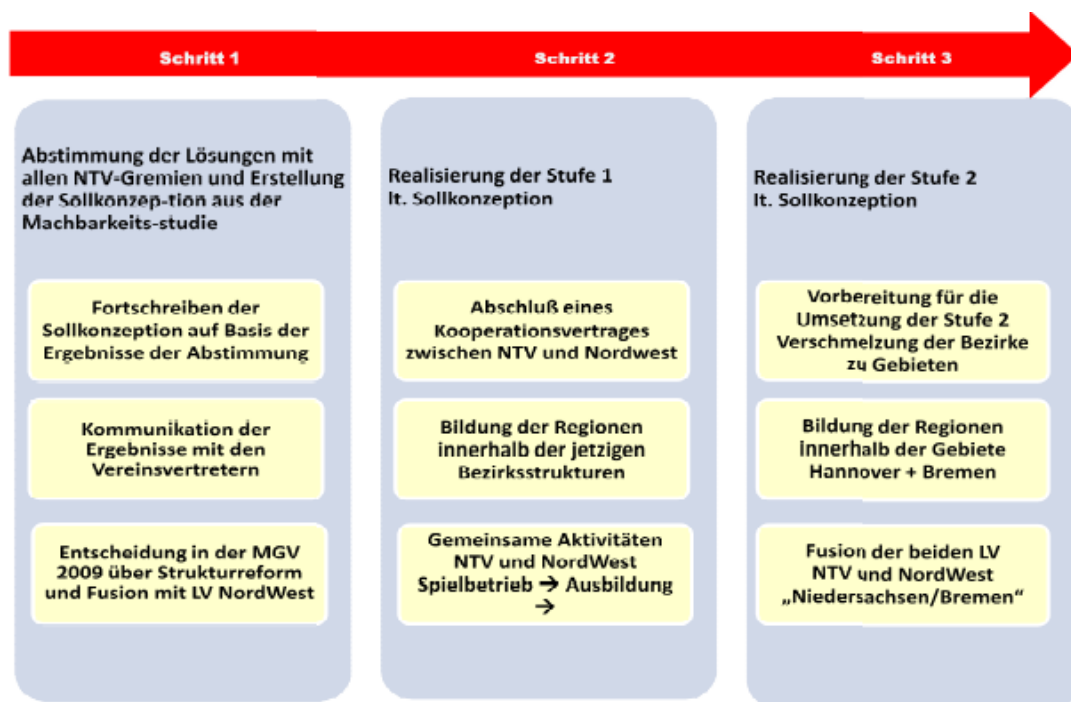 Schritt 1
Schritt 2
Schritt 3
Abstimmung der Lösungen mit
allen NTV-Gremien und Erstellung
der Sollkonzep-tion aus der
Machbarkeits-studie
Fortschreiben der
Sollkonzeption auf Basis der
Ergebnisse der Abstimmung
Kommunikation der
Ergebnisse mit den
Vereinsvertretern
Entscheidung in der MGV
2009 über Strukturreform
und Fusion mit LV NordWest
Realisierung der Stufe 1
lt. Sollkonzeption
Abschluß eines
Kooperationsvertrages
zwischen NTV und Nordwest
Bildung der Regionen
innerhalb der jetzigen
Bezirksstrukturen
Gemeinsame Aktivitäten
NTV und NordWest
Spielbetrieb → Ausbildung
→
Realisierung der Stufe 2
lt. Sollkonzeption
Vorbereitung für die
Umsetzung der Stufe 2
Verschmelzung der Bezirke
zu Gebieten
Bildung der Regionen
innerhalb der Gebiete
Hannover + Bremen
Fusion der beiden LV
NTV und NordWest
„Niedersachsen/Bremen“